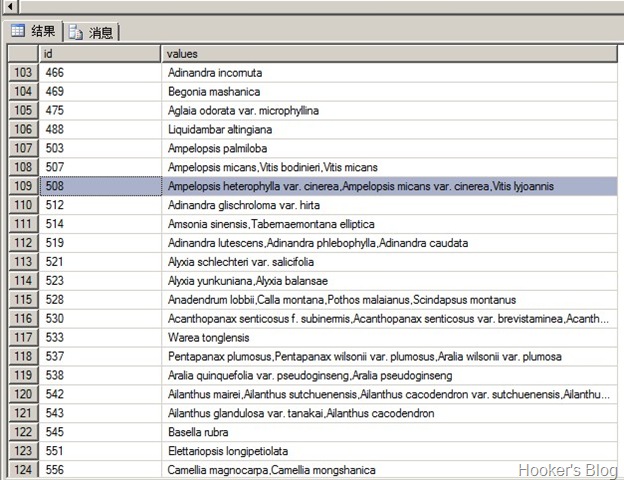 结果 消息
id values
103 466 Adinandra incornuta
104 469 Begonia mashanica
105 475 Aglaia odorata var. microphyllina
106 488 Liquidambar altingiana
107 503 Ampelopsis palmiloba
108 507 Ampelopsis micans,Vitis bodinieri,Vitis micans
109 508 Ampelopsis heterophylla var. cinerea,Ampelopsis micans var. cinerea,Vitis lyjoannis
110 512 Adinandra glischroloma var. hirta
111 514 Amsonia sinensis,Tabernaemontana elliptica
112 519 Adinandra lutescens,Adinandra phlebophylla,Adinandra caudata
113 521 Alyxia schlechteri var. salicifolia
114 523 Alyxia yunkuniana,Alyxia balansae
115 528 Anadendrum lobbii,Calla montana,Pothos malaianus,Scindapsus montanus
116 530 Acanthopanax senticosus f. subinermis,Acanthopanax senticosus var. brevistaminea,Acanth...
117 533 Warea tonglensis
118 537 Pentapanax plumosus,Pentapanax wilsonii var. plumosus,Aralia wilsonii var. plumosa
119 538 Aralia quinquefolia var. pseudoginseng,Aralia pseudoginseng
120 542 Ailanthus mairei,Ailanthus sutchuenensis,Ailanthus cacodendron var. sutchuenensis,Ailanthu...
121 543 Ailanthus glandulosa var. tanakai,Ailanthus cacodendron
122 545 Basella rubra
123 551 Elettariopsis longipetiolata
124 556 Camellia magnocarpa,Camellia mongshanica
Hooker's Blog